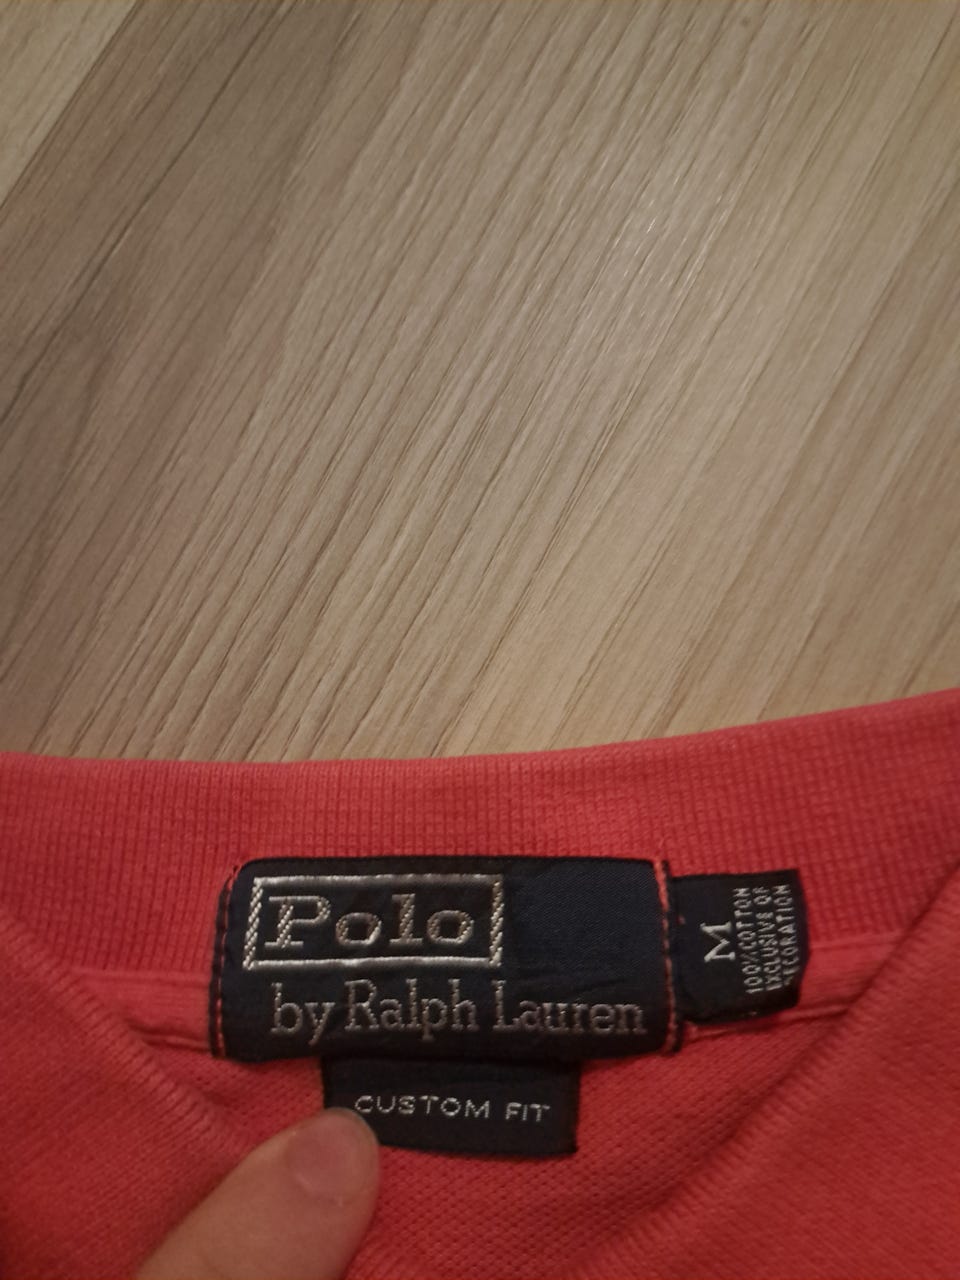 Polo
by Ralph Lauren
M
100% COTTON
EXCLUSIVE OF
DECORATION
CUSTOM FIT